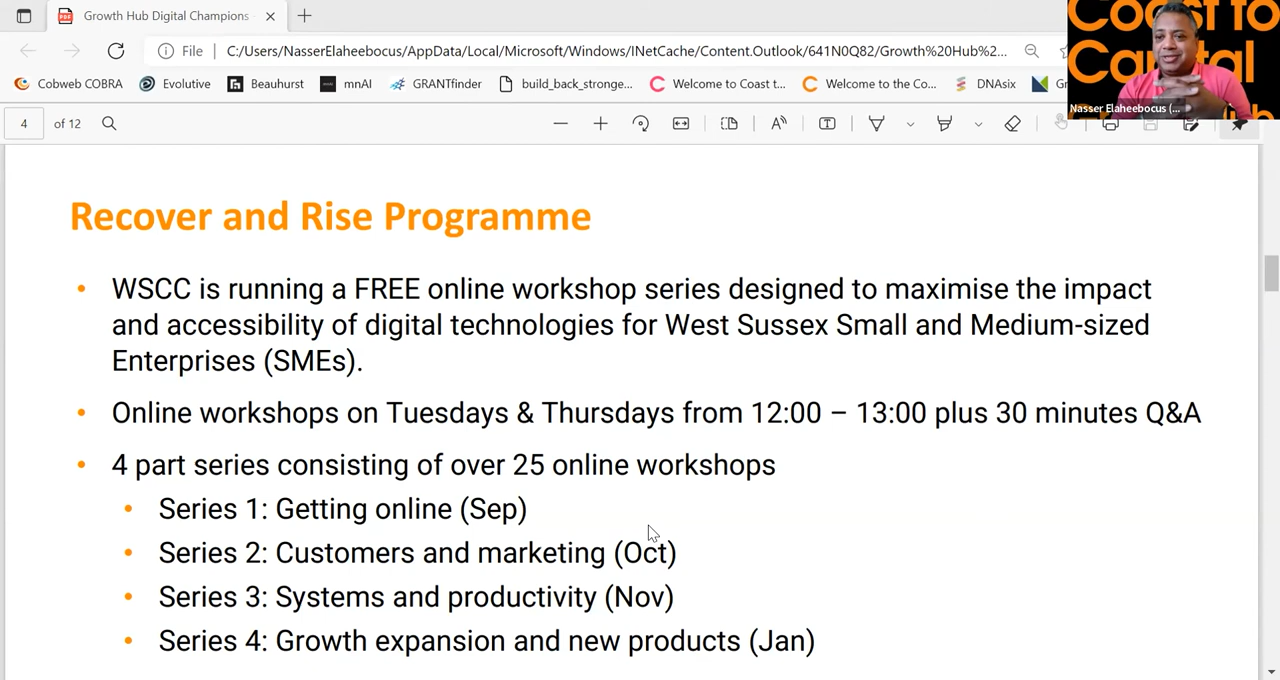 Growth Hub Digital Champions
File
C:/Users/NasserElaheebocus/AppData/Local/Microsoft/Windows/INetCache/Content.Outlook/641N0Q82/Growth%20Hub%2...
Cobweb COBRA
Evolutive
Beauhurst
mnAI
GRANTfinder
build_back_stronge...
Welcome to Coast t...
Welcome to the Co...
DNAsix
Coast to
Capital
Nasser Elaheebocus (...
4 of 12
Recover and Rise Programme
• WSCC is running a FREE online workshop series designed to maximise the impact
and accessibility of digital technologies for West Sussex Small and Medium-sized
Enterprises (SMEs).
• Online workshops on Tuesdays & Thursdays from 12:00 – 13:00 plus 30 minutes Q&A
• 4 part series consisting of over 25 online workshops
• Series 1: Getting online (Sep)
• Series 2: Customers and marketing (Oct)
• Series 3: Systems and productivity (Nov)
• Series 4: Growth expansion and new products (Jan)